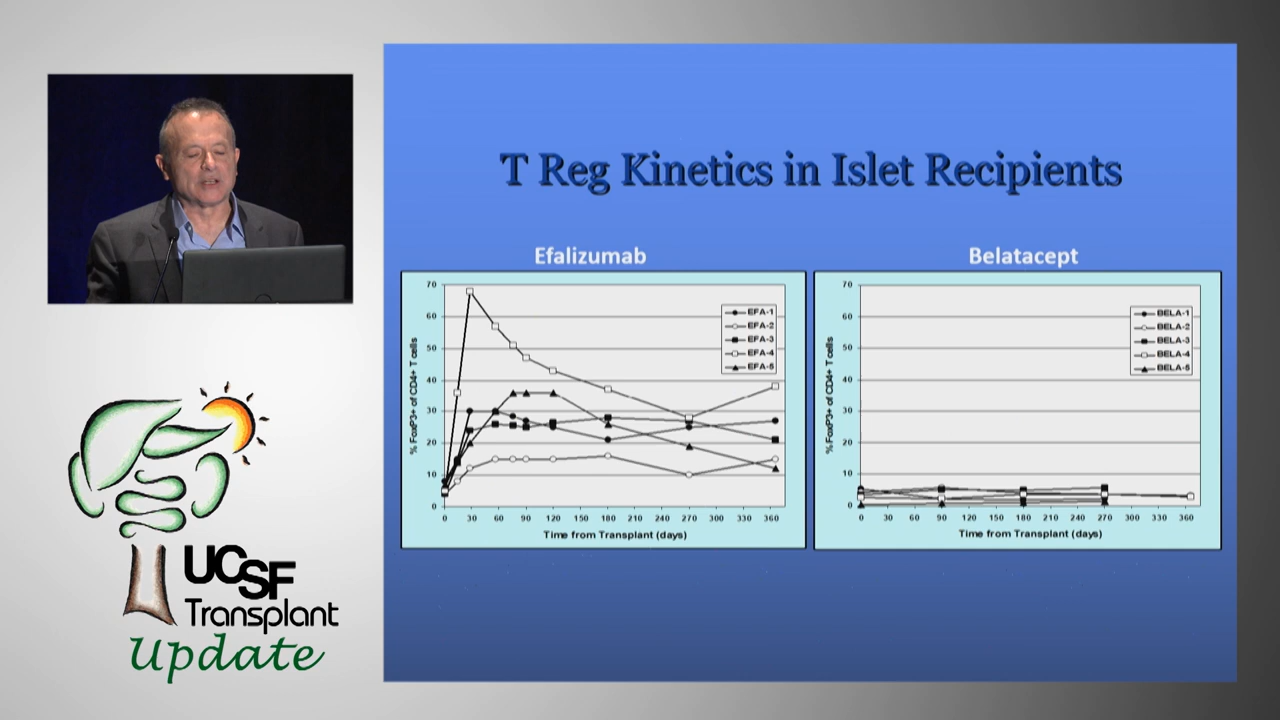 T Reg Kinetics in Islet Recipients
Efalizumab
70
60
50
40
30
20
10
0
% FoxP3+ of CD4+ T cells
EFA-1
EFA-2
EFA-3
EFA-4
EFA-5
0 30 60 90 120 150 180 210 240 270 300 330 360
Time from Transplant (days)
Belatacept
70
60
50
40
30
20
10
0
% FoxP3+ of CD4+ T cells
BELA-1
BELA-2
BELA-3
BELA-4
BELA-5
0 30 60 90 120 150 180 210 240 270 300 330 360
Time from Transplant (days)
UCSF
Transplant
Update